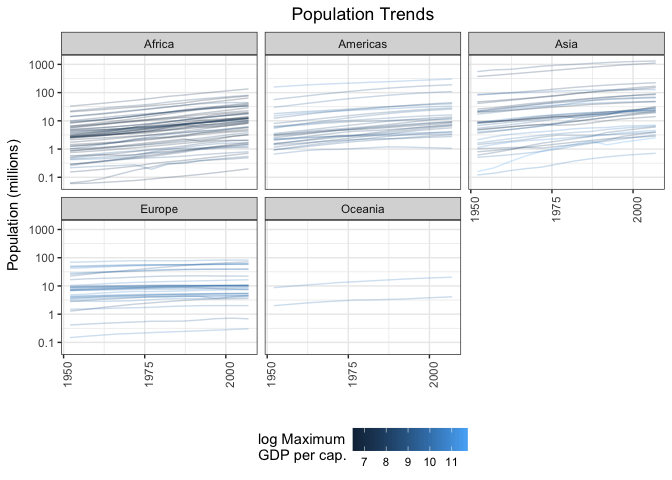 Population Trends
Africa
Americas
Asia
1000
100
10
1
0.1
Population (millions)
1950
1975
2000
Europe
Oceania
1000
100
10
1
0.1
1950
1975
2000
1950
1975
2000
log Maximum
GDP per cap.
7 8 9 10 11